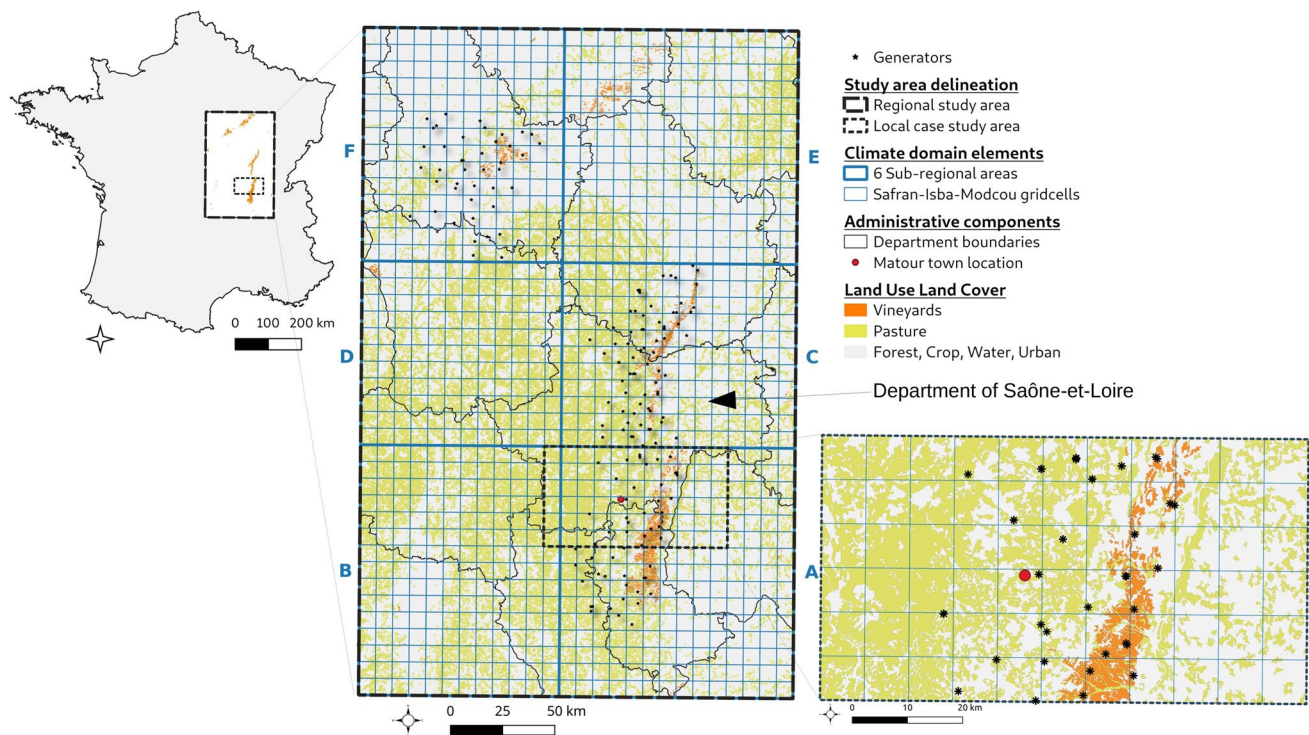 0 100 200 km
F
E
D
C
B
A
0 25 50 km
Generators
Study area delineation
Regional study area
Local case study area
Climate domain elements
6 Sub-regional areas
Safran-Isba-Modcou gridcells
Administrative components
Department boundaries
Matour town location
Land Use Land Cover
Vineyards
Pasture
Forest, Crop, Water, Urban
Department of Saône-et-Loire
0 10 20 km